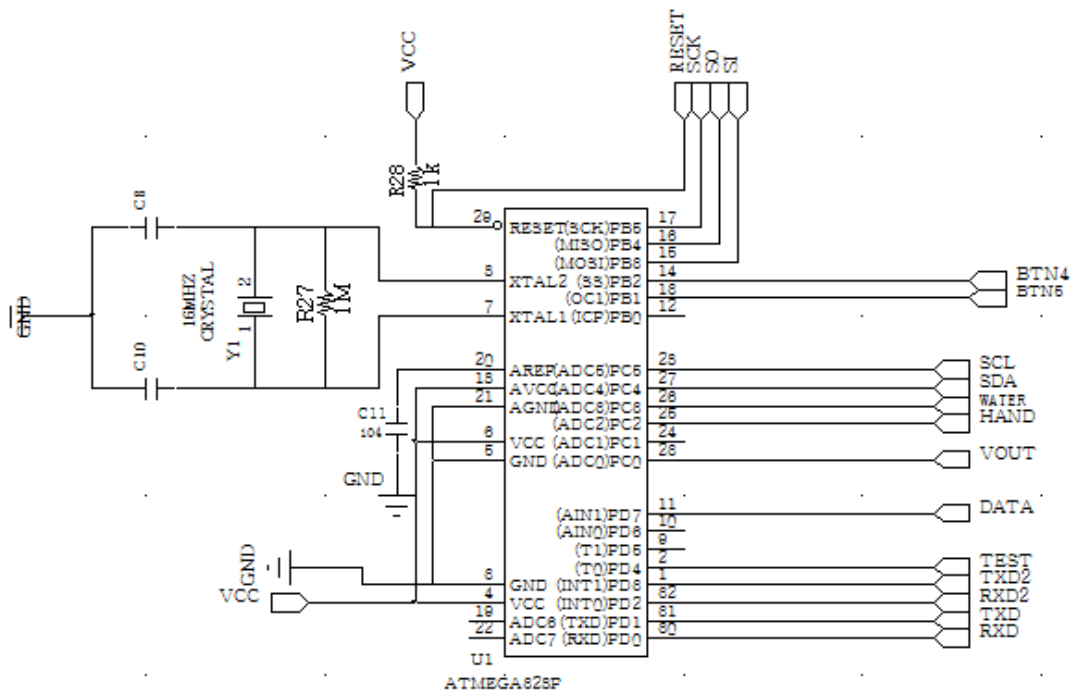 VCC
RESET
SCK
SO
SI
R28
1k
C8
GND
16MHZ
CRYSTAL
Y1
2
1
R27
1M
C10
29 RESET (SCK)PB5 17
(MISO)PB4 16
(MOSI)PB3 15
8 XTAL2 (SS)PB2 14 BTN4
(OC1)PB1 13 BTN5
7 XTAL1 (ICP)PB0 12
20 AREF (ADC5)PC5 28 SCL
18 AVCC (ADC4)PC4 27 SDA
21 AGND (ADC3)PC3 26 WATER
(ADC2)PC2 25 HAND
6 VCC (ADC1)PC1 24
5 GND (ADC0)PC0 23 VOUT
C11
104
GND
(AIN1)PD7 11 DATA
(AIN0)PD6 10
(T1)PD5 9
(T0)PD4 2 TEST
GND
3 GND (INT1)PD3 1 TXD2
VCC
4 VCC (INT0)PD2 32 RXD2
19 ADC6 (TXD)PD1 31 TXD
22 ADC7 (RXD)PD0 30 RXD
U1
ATMEGA328P